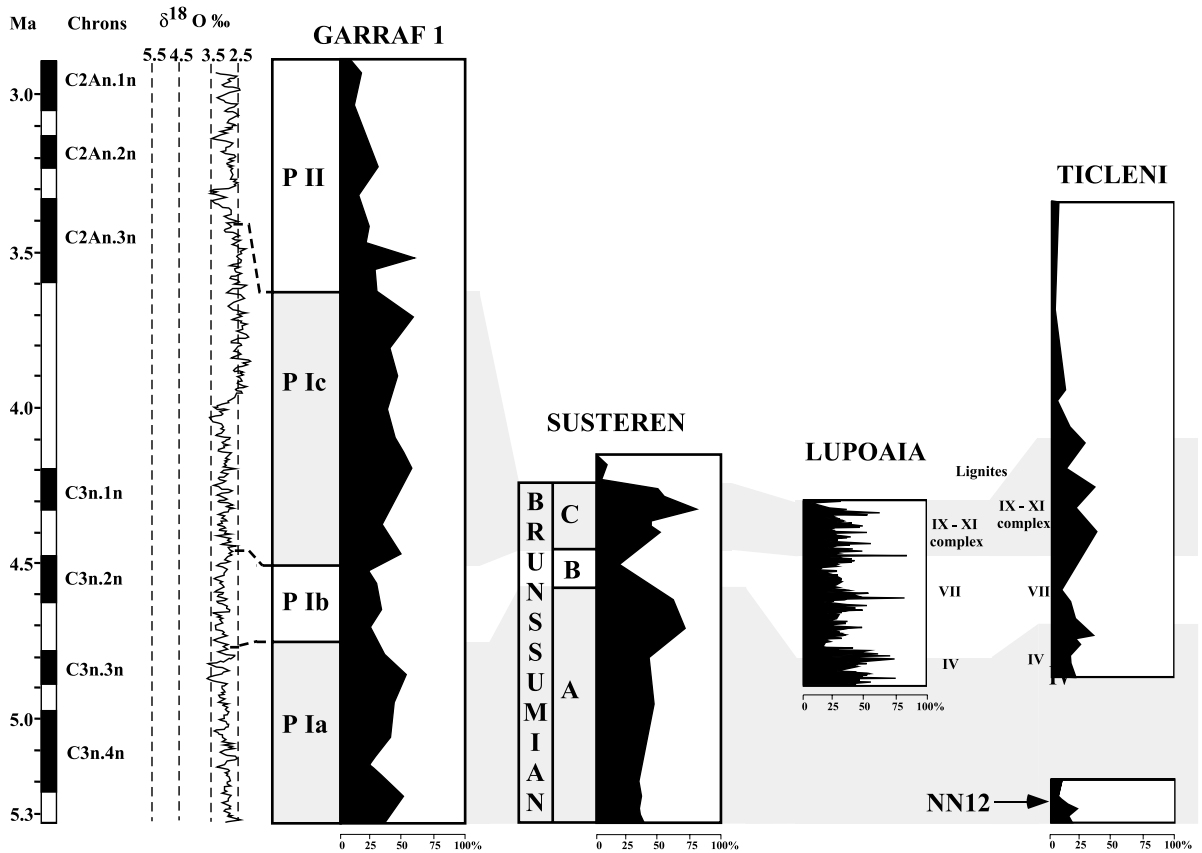 Ma Chrons δ18 O ‰
5.5 4.5 3.5 2.5
3.0
3.5
4.0
4.5
5.0
5.3
C2An.1n
C2An.2n
C2An.3n
C3n.1n
C3n.2n
C3n.3n
C3n.4n
GARRAF 1
P II
P Ic
P Ib
P Ia
0 25 50 75 100%
SUSTEREN
BRUNSSUMIAN
C
B
A
0 25 50 75 100%
LUPOAIA
0 25 50 75 100%
Lignites
IX - XI
complex
VII
IV
TICLENI
IX - XI
complex
VII
IV
IV
NN12
0 25 50 75 100%